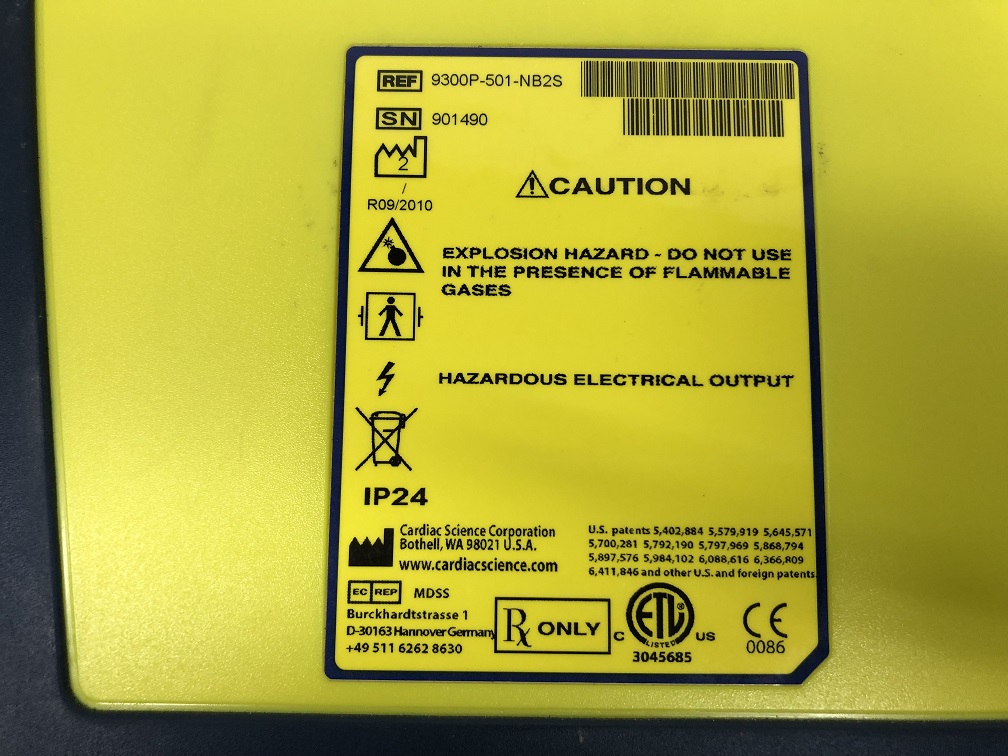 REF 9300P-501-NB2S
SN 901490
2
/
R09/2010
CAUTION
EXPLOSION HAZARD - DO NOT USE
IN THE PRESENCE OF FLAMMABLE
GASES
HAZARDOUS ELECTRICAL OUTPUT
IP24
Cardiac Science Corporation
Bothell, WA 98021 U.S.A.
www.cardiacscience.com
U.S. patents 5,402,884 5,579,919 5,645,571
5,700,281 5,792,190 5,797,969 5,868,794
5,897,576 5,984,102 6,088,616 6,366,809
6,411,846 and other U.S. and foreign patents
EC REP MDSS
Burckhardtstrasse 1
D-30163 Hannover Germany
+49 511 6262 8630
Rx ONLY
C ETL US
LISTED
3045685
CE
0086